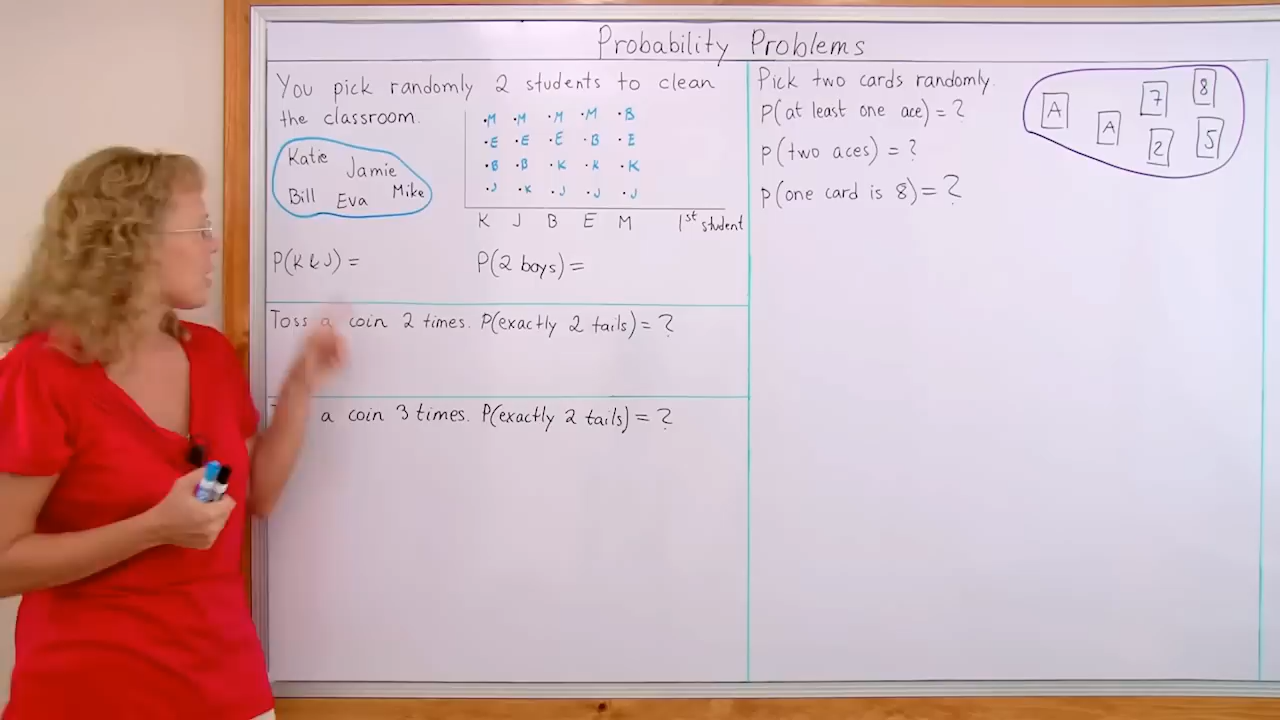 Probability Problems
You pick randomly 2 students to clean
the classroom.
Katie
Jamie
Bill Eva Mike
M M M M B
E E E B E
B B K K K
J K J J J
K J B E M 1st student
P(K & J) =
P(2 boys) =
Toss a coin 2 times. P(exactly 2 tails) = ?
a coin 3 times. P(exactly 2 tails) = ?
Pick two cards randomly.
P(at least one ace) = ?
P(two aces) = ?
P(one card is 8) = ?
A 7 8
A 2 5